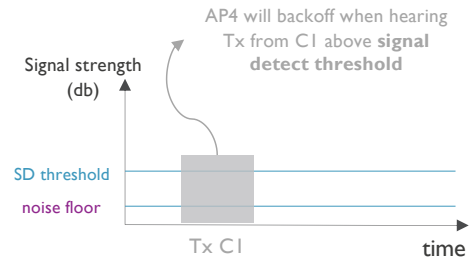 AP4 will backoff when hearing
Tx from C1 above signal
detect threshold
Signal strength
(db)
SD threshold
noise floor
Tx C1
time